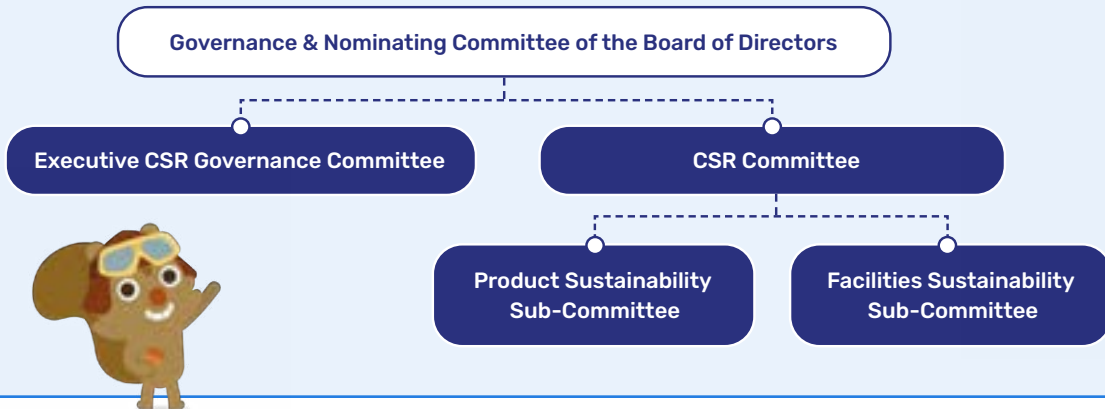 Governance & Nominating Committee of the Board of Directors
Executive CSR Governance Committee
CSR Committee
Product Sustainability
Sub-Committee
Facilities Sustainability
Sub-Committee